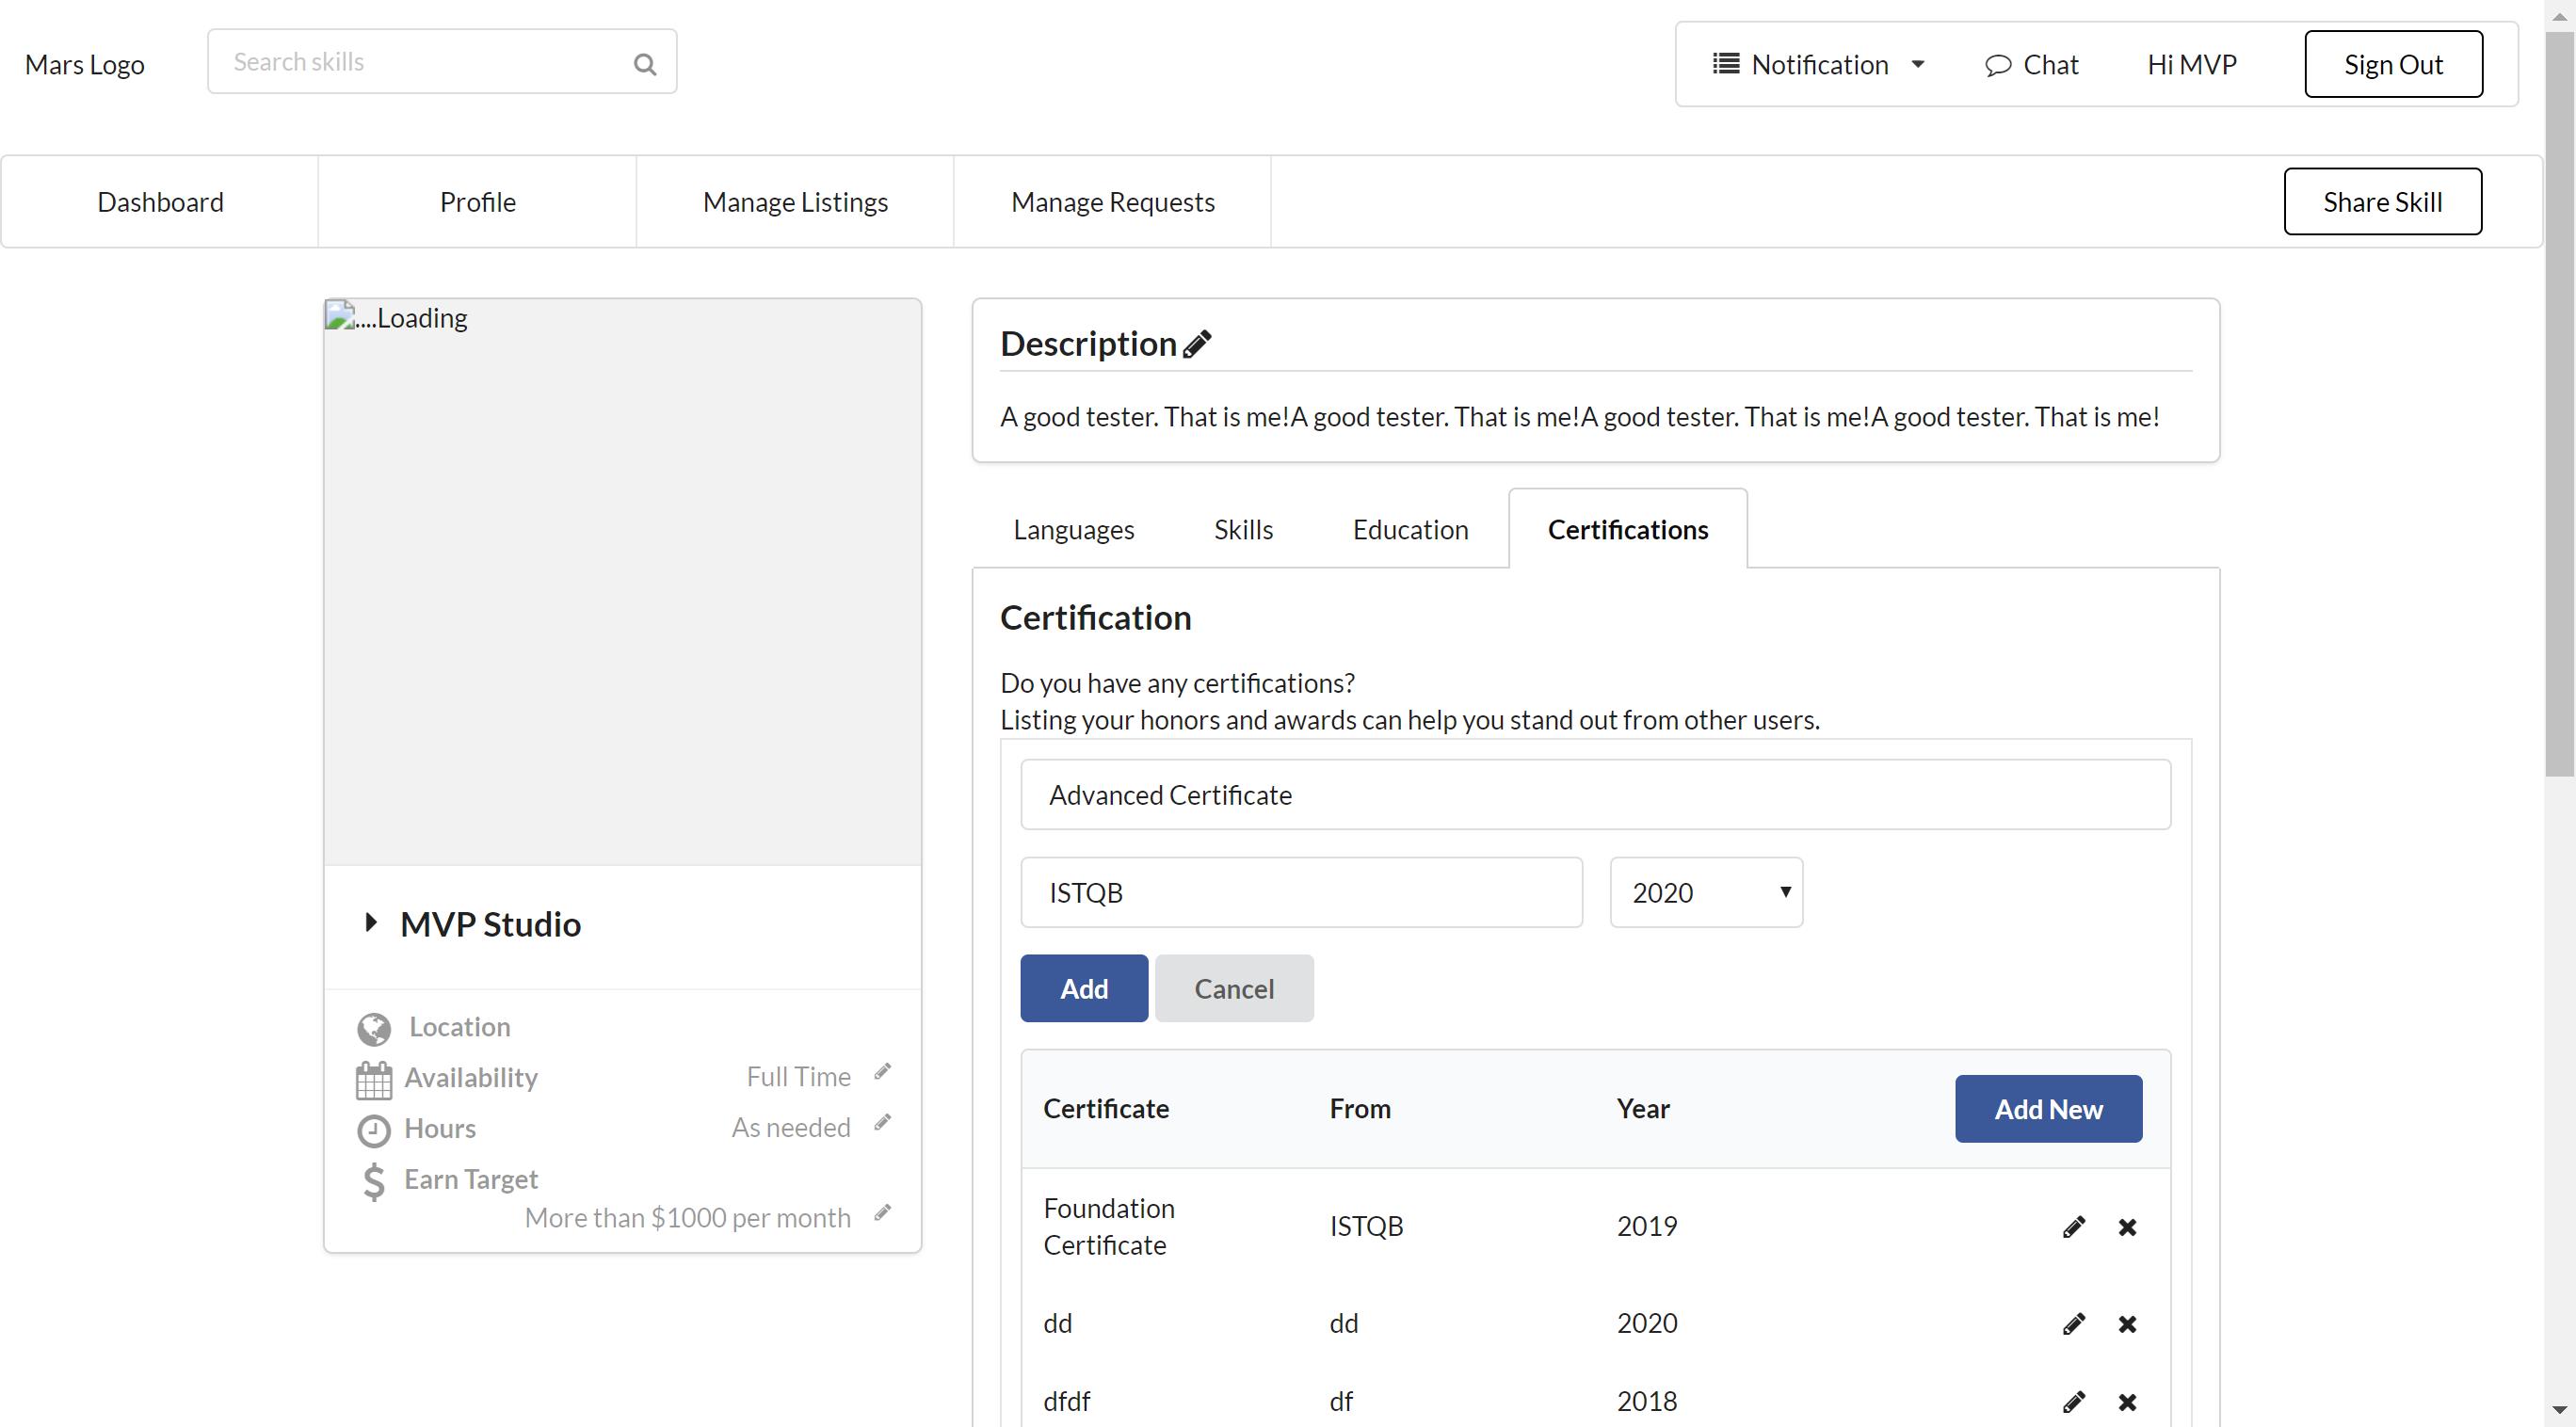 Mars Logo
Search skills
Notification
Chat
Hi MVP
Sign Out
Dashboard
Profile
Manage Listings
Manage Requests
Share Skill
....Loading
MVP Studio
Location
Availability
Full Time
Hours
As needed
Earn Target
More than $1000 per month
Description
A good tester. That is me!A good tester. That is me!A good tester. That is me!A good tester. That is me!
Languages
Skills
Education
Certifications
Certification
Do you have any certifications?
Listing your honors and awards can help you stand out from other users.
Advanced Certificate
ISTQB
2020
Add
Cancel
Certificate From Year Add New
Foundation
Certificate
ISTQB 2019
dd dd 2020
dfdf df 2018